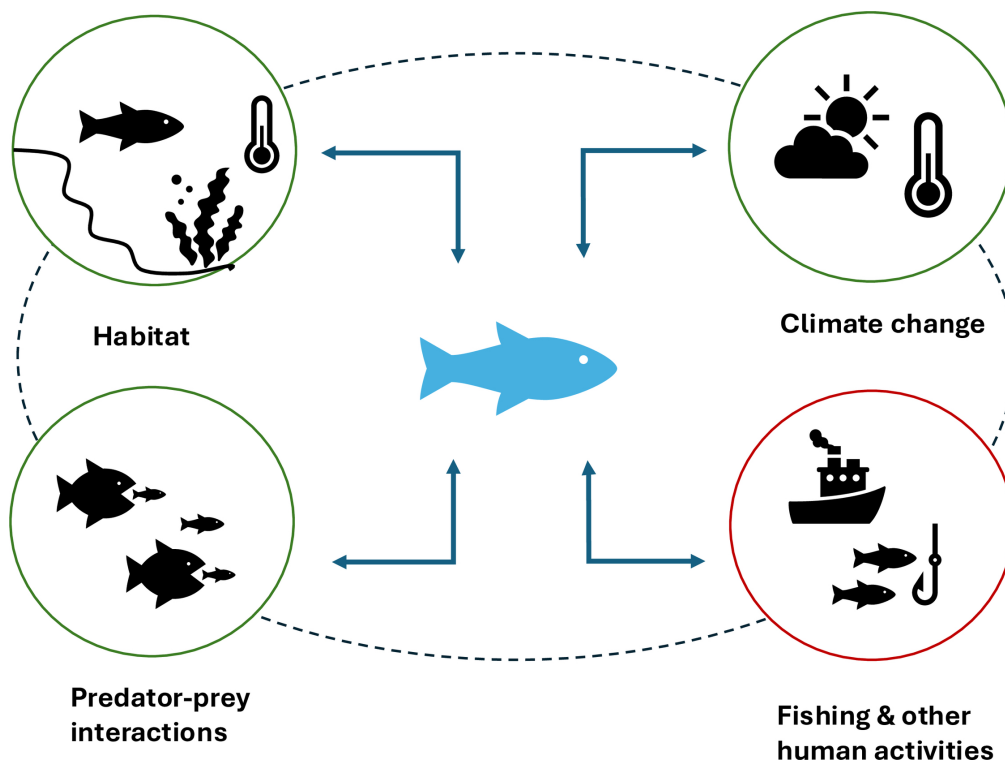 Habitat
Climate change
Predator-prey
interactions
Fishing & other
human activities